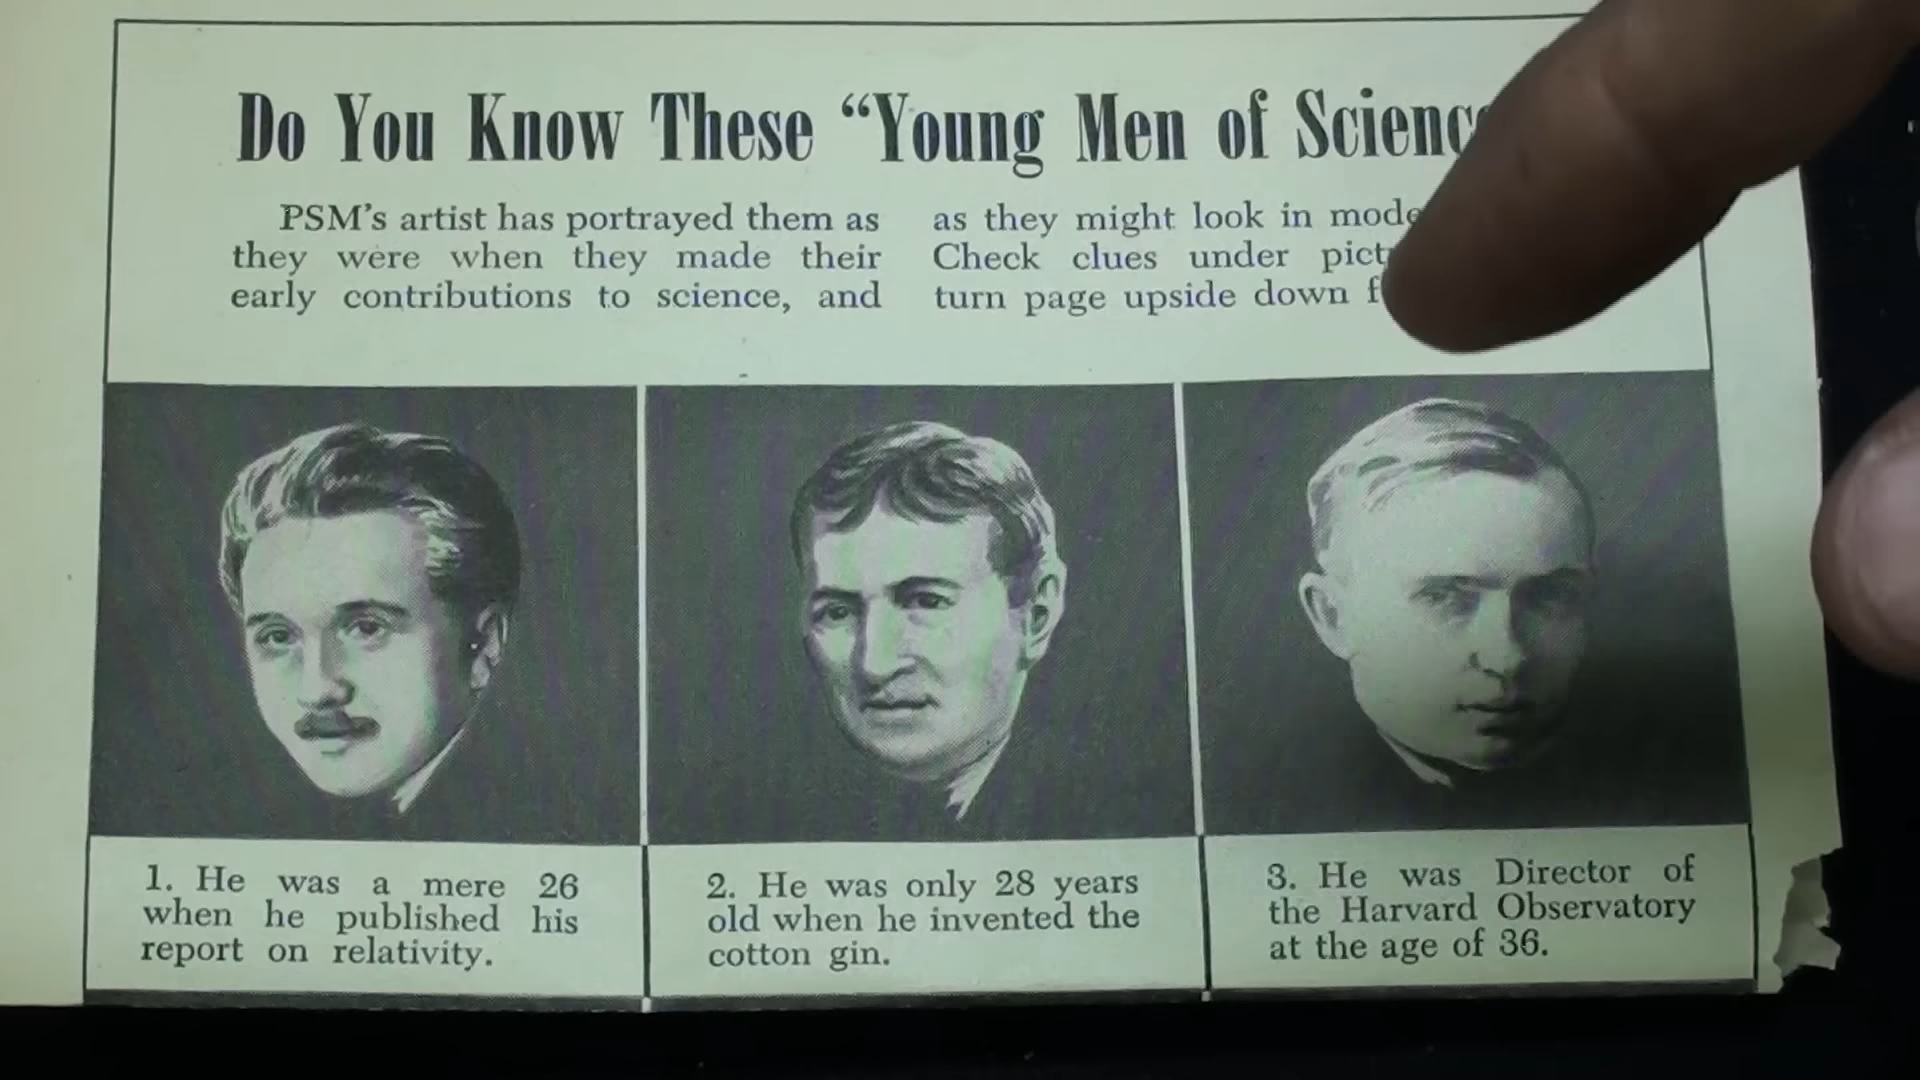 Do You Know These “Young Men of Scienc
PSM’s artist has portrayed them as
they were when they made their
early contributions to science, and
as they might look in mode
Check clues under pict
turn page upside down f
1. He was a mere 26
when he published his
report on relativity.
2. He was only 28 years
old when he invented the
cotton gin.
3. He was Director of
the Harvard Observatory
at the age of 36.